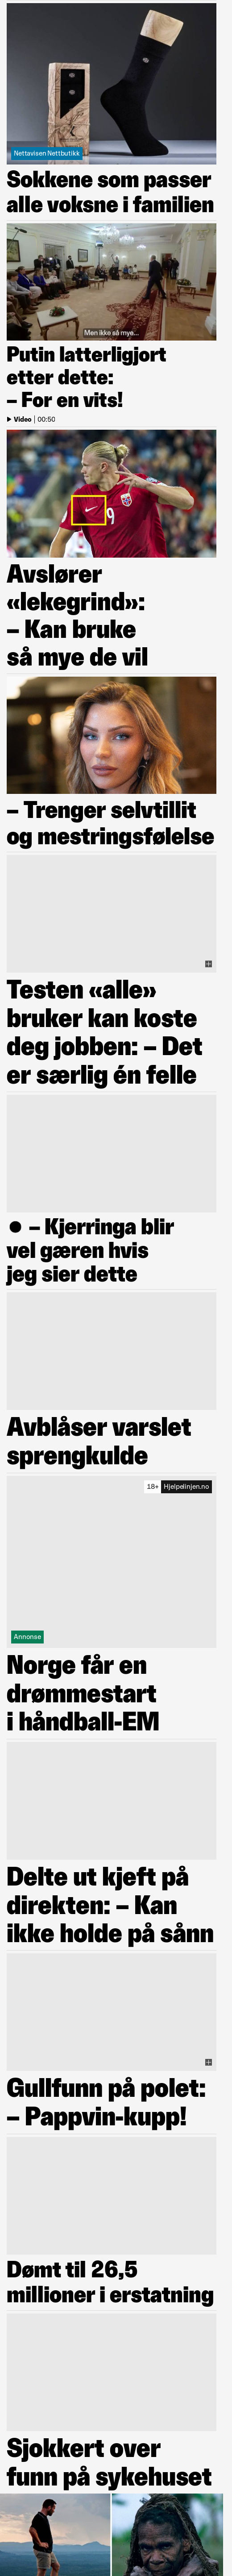 Nettavisen Nettbutikk
Sokkene som passer
alle voksne i familien
Men ikke så mye...
Putin latterligjort
etter dette:
– For en vits!
Video | 00:50
9
Avslører
«lekegrind»:
– Kan bruke
så mye de vil
– Trenger selvtillit
og mestringsfølelse
Testen «alle»
bruker kan koste
deg jobben: – Det
er særlig én felle
● – Kjerringa blir
vel gæren hvis
jeg sier dette
Avblåser varslet
sprengkulde
18+ Hjelpelinjen.no
Annonse
Norge får en
drømmestart
i håndball-EM
Delte ut kjeft på
direkten: – Kan
ikke holde på sånn
Gullfunn på polet:
– Pappvin-kupp!
Dømt til 26,5
millioner i erstatning
Sjokkert over
funn på sykehuset